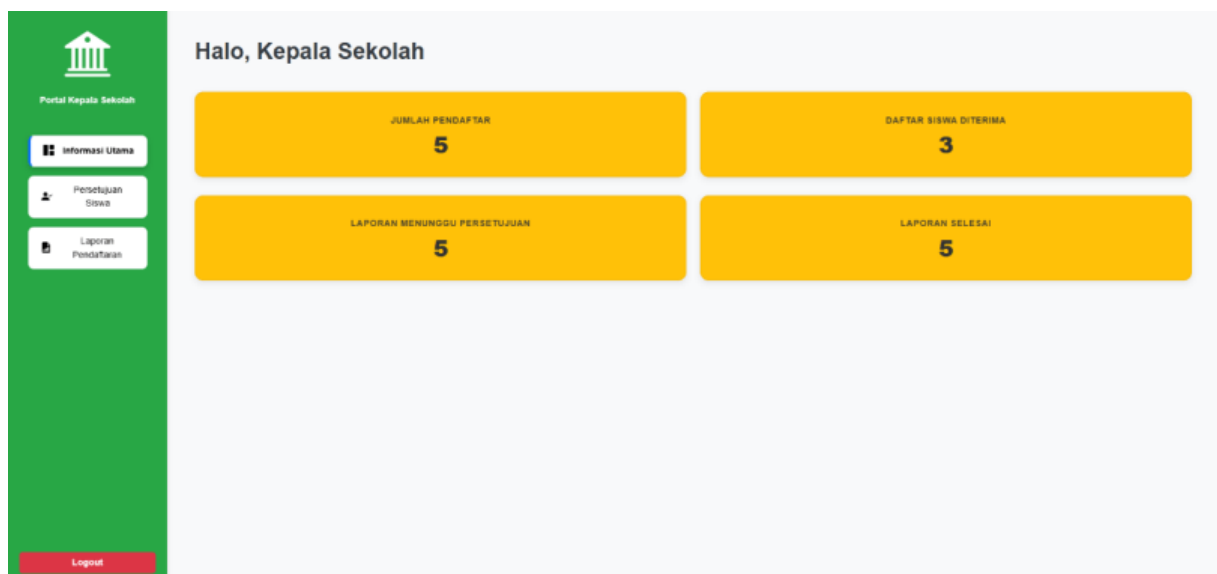 Portal Kepala Sekolah
Informasi Utama
Persetujuan
Siswa
Laporan
Pendaftaran
Logout
Halo, Kepala Sekolah
JUMLAH PENDAFTAR
5
DAFTAR SISWA DITERIMA
3
LAPORAN MENUNGGU PERSETUJUAN
5
LAPORAN SELESAI
5